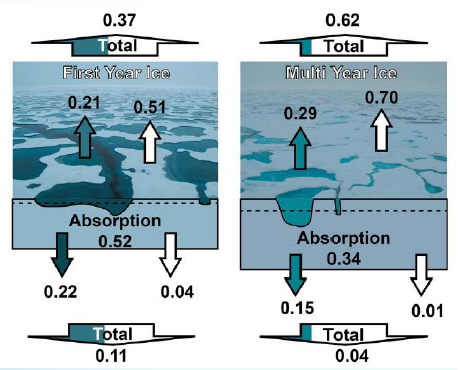 0.37
0.62
Total
Total
First Year Ice
Multi Year Ice
0.21
0.51
0.29
0.70
Absorption
0.52
Absorption
0.34
0.22
0.04
0.15
0.01
Total
Total
0.11
0.04